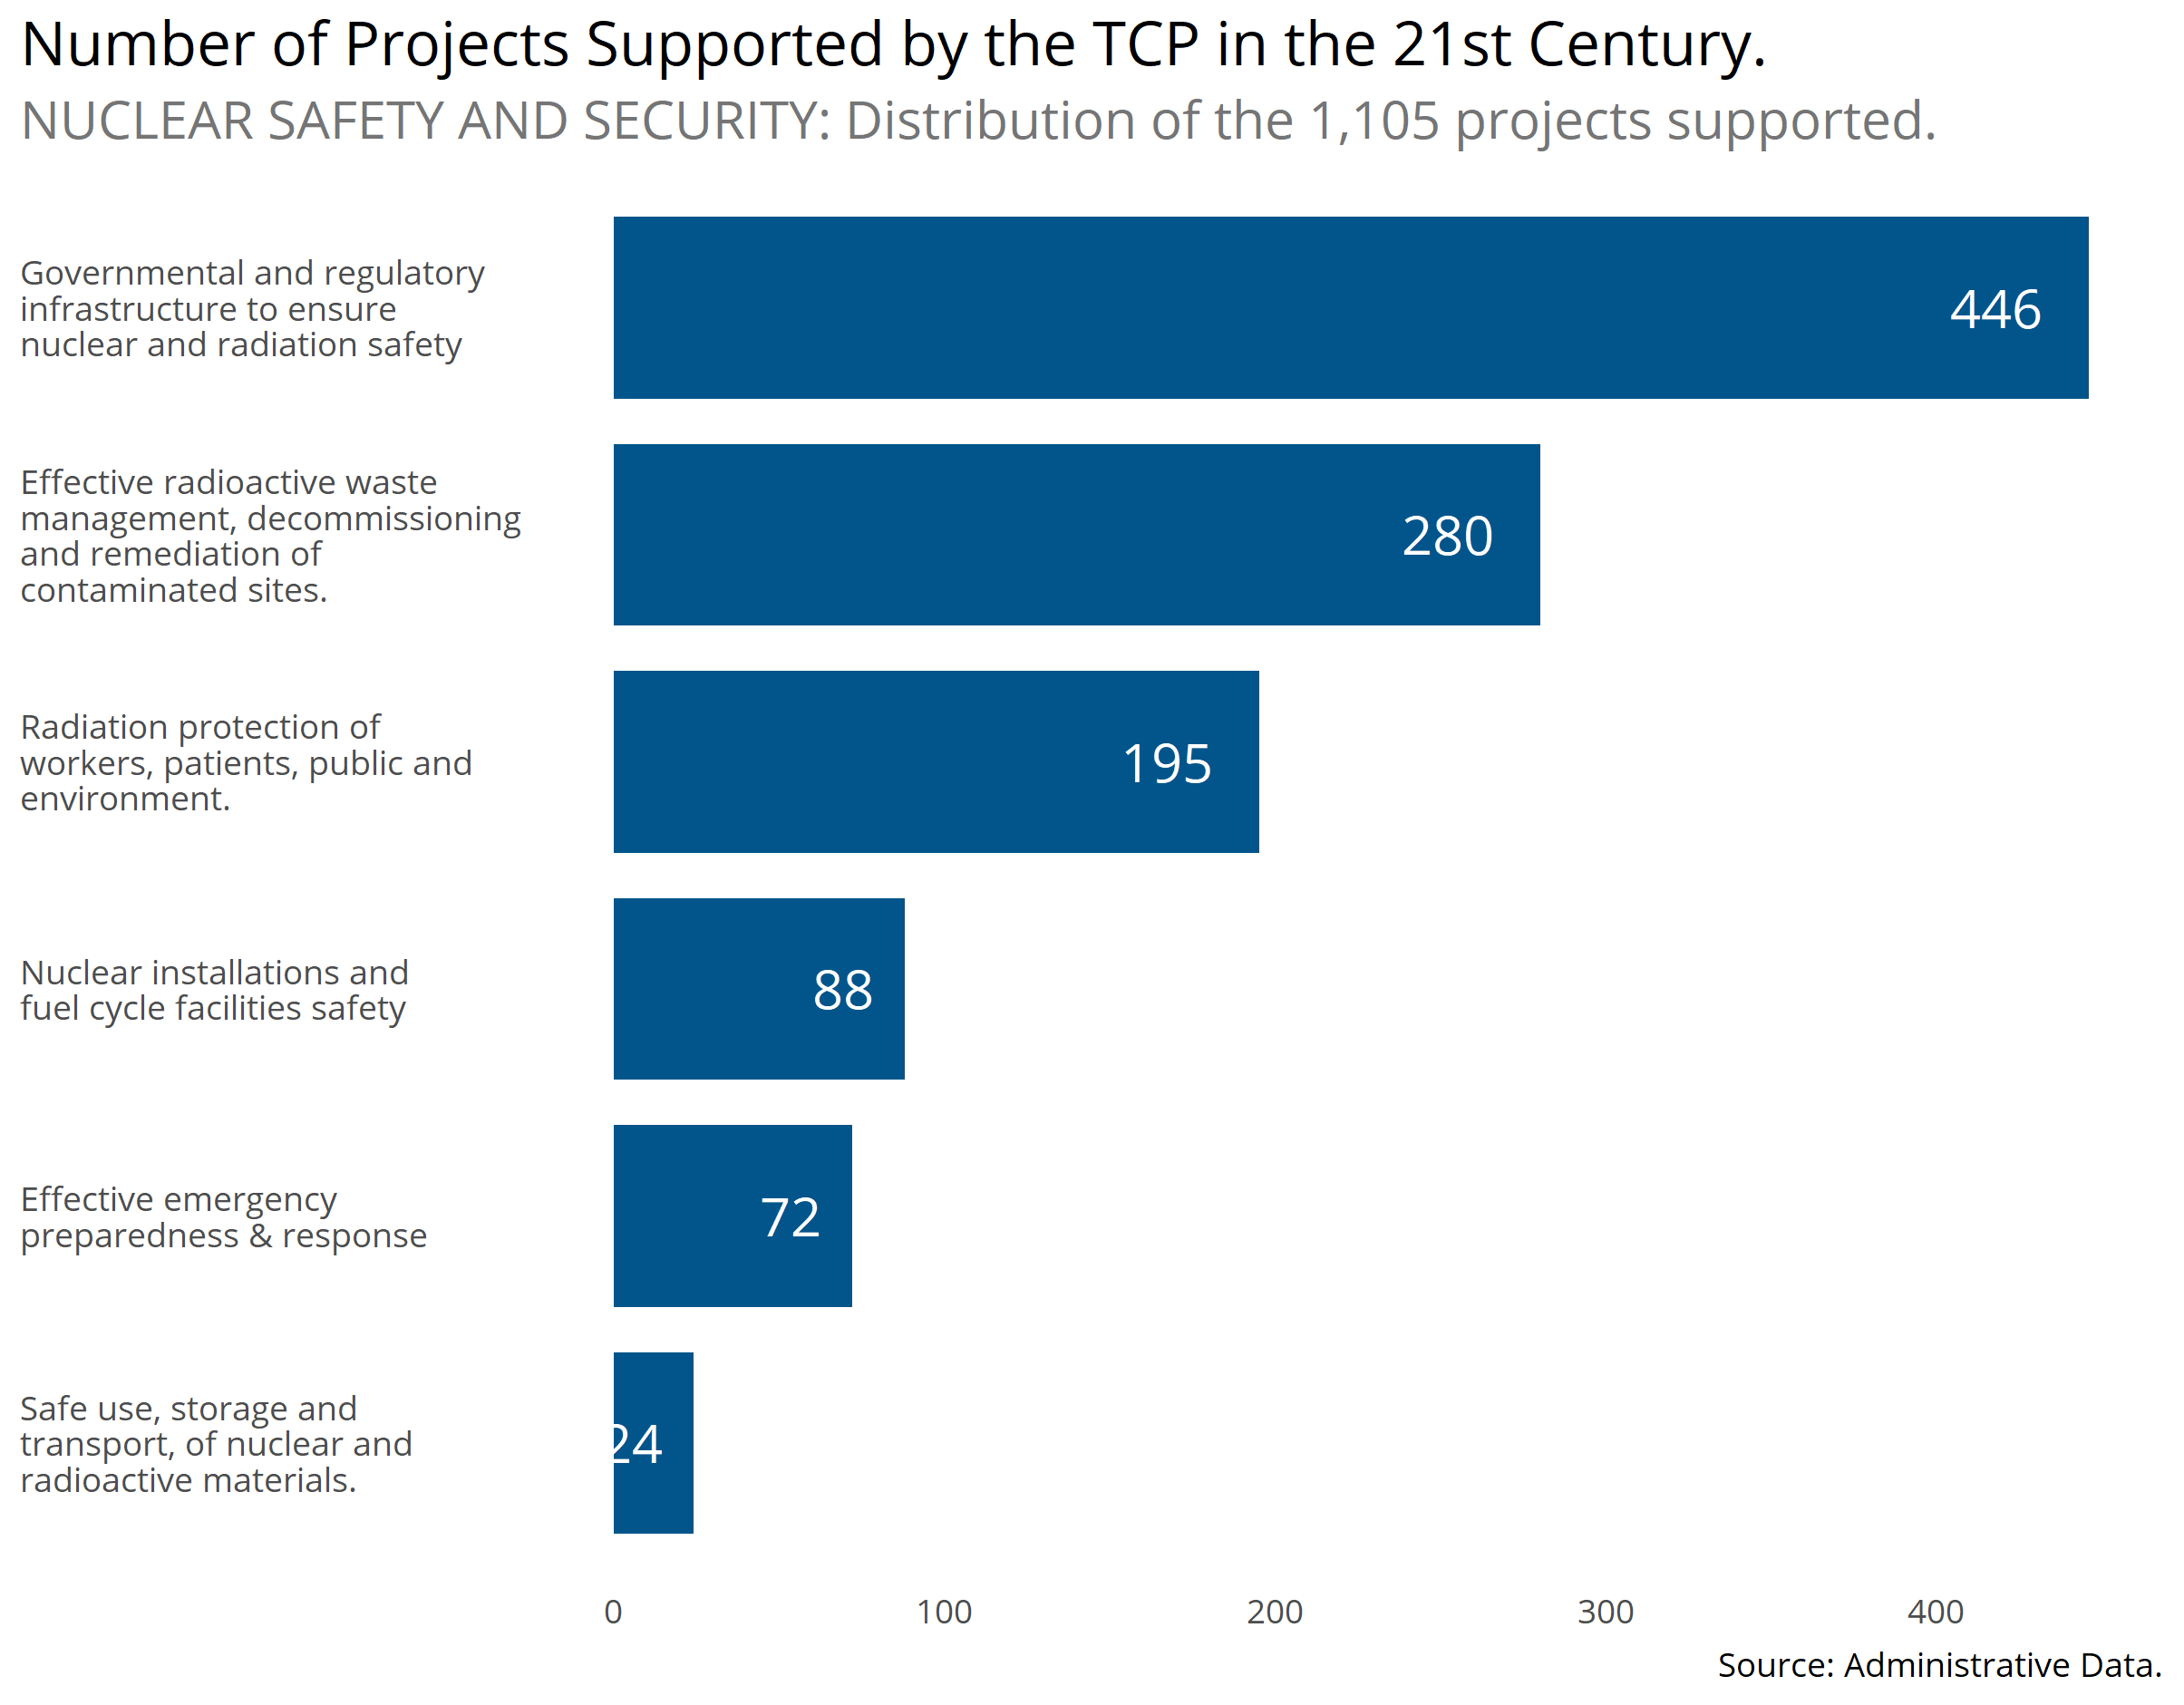 Number of Projects Supported by the TCP in the 21st Century.
NUCLEAR SAFETY AND SECURITY: Distribution of the 1,105 projects supported.
Governmental and regulatory
infrastructure to ensure
nuclear and radiation safety
446
Effective radioactive waste
management, decommissioning
and remediation of
contaminated sites.
280
Radiation protection of
workers, patients, public and
environment.
195
Nuclear installations and
fuel cycle facilities safety
88
Effective emergency
preparedness & response
72
Safe use, storage and
transport, of nuclear and
radioactive materials.
24
0 100 200 300 400
Source: Administrative Data.